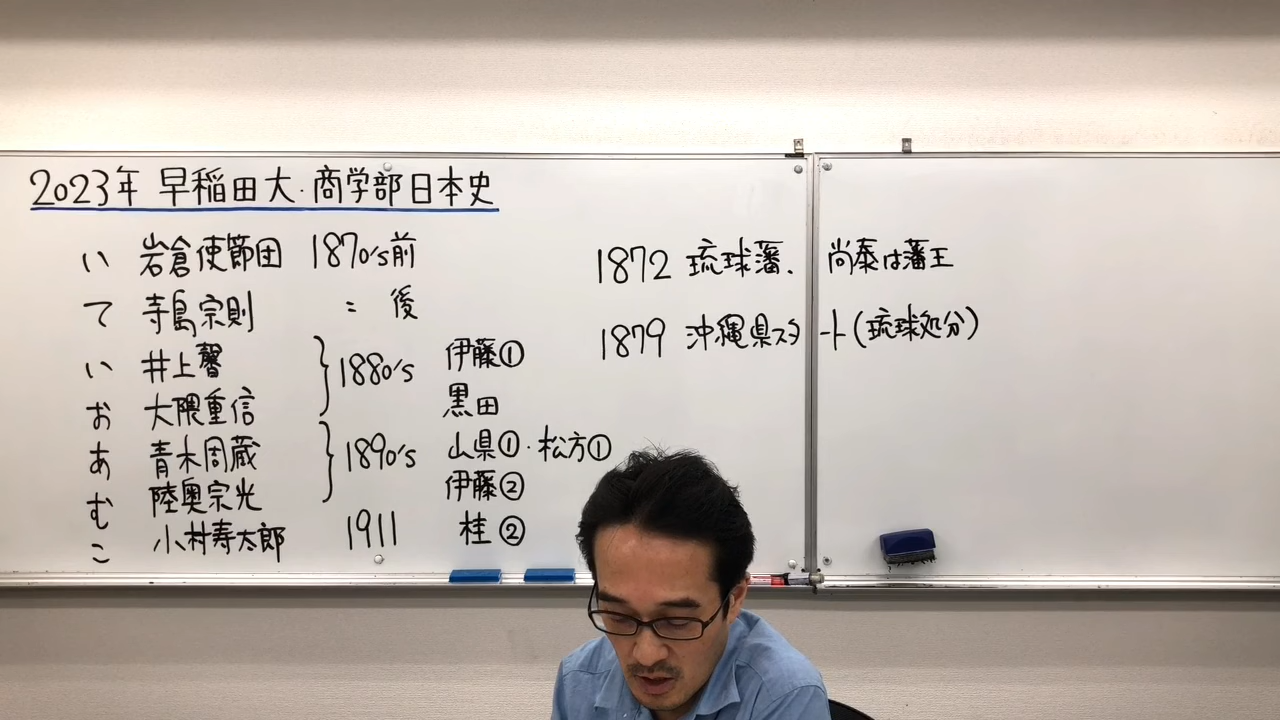 2023年 早稲田大・商学部日本史
い 岩倉使節団 1870's前
て 寺島宗則 〃 後
い 井上馨 1880's 伊藤①
お 大隈重信 黒田
あ 青木周蔵 1890's 山県①・松方①
む 陸奥宗光 伊藤②
こ 小村寿太郎 1911 桂②
1872 琉球藩、尚泰は藩王
1879 沖縄県スタート(琉球処分)